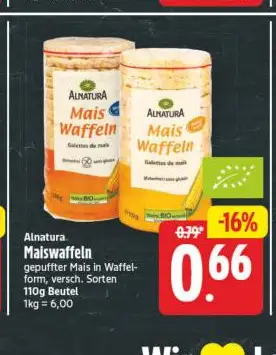 ALNATURA
Mais
Waffeln
Galettes de maïs
ALNATURA
Mais
Waffeln
Galettes de maïs
-16%
0.79*
0.66
Alnatura
Maiswaffeln
gepuffter Mais in Waffel-
form, versch. Sorten
110g Beutel
1kg = 6,00